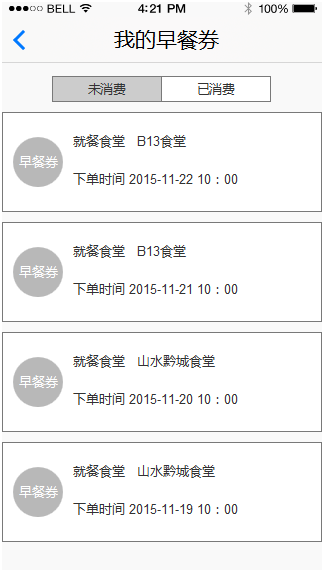 BELL 4:21 PM 100%
我的早餐券
未消费 已消费
就餐食堂 B13食堂
早餐券
下单时间 2015-11-22 10：00
就餐食堂 B13食堂
早餐券
下单时间 2015-11-21 10：00
就餐食堂 山水黔城食堂
早餐券
下单时间 2015-11-20 10：00
就餐食堂 山水黔城食堂
早餐券
下单时间 2015-11-19 10：00